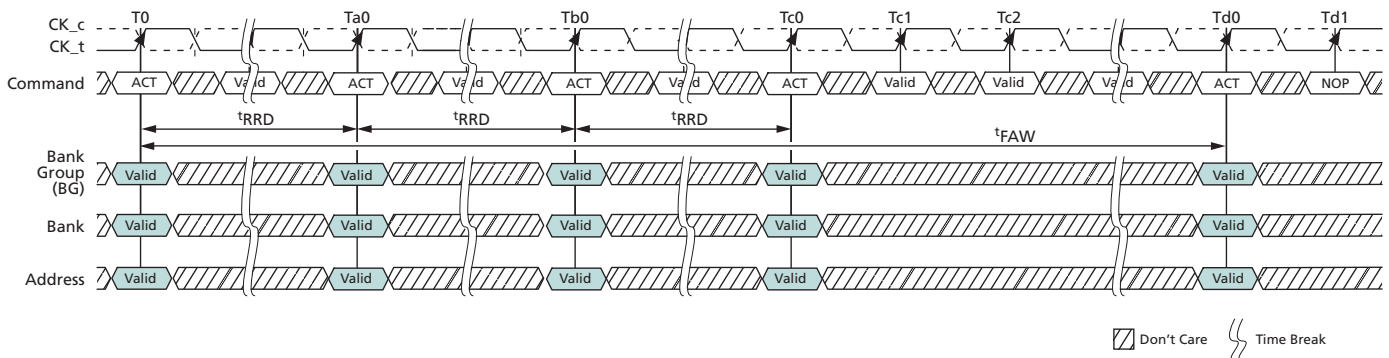 T0 Ta0 Tb0 Tc0 Tc1 Tc2 Td0 Td1
CK_c
CK_t
Command ACT Valid ACT Valid ACT Valid ACT Valid Valid Valid ACT NOP
tRRD tRRD tRRD
tFAW
Bank
Group
(BG)
Valid Valid Valid Valid Valid
Bank Valid Valid Valid Valid Valid
Address Valid Valid Valid Valid Valid
Don't Care Time Break